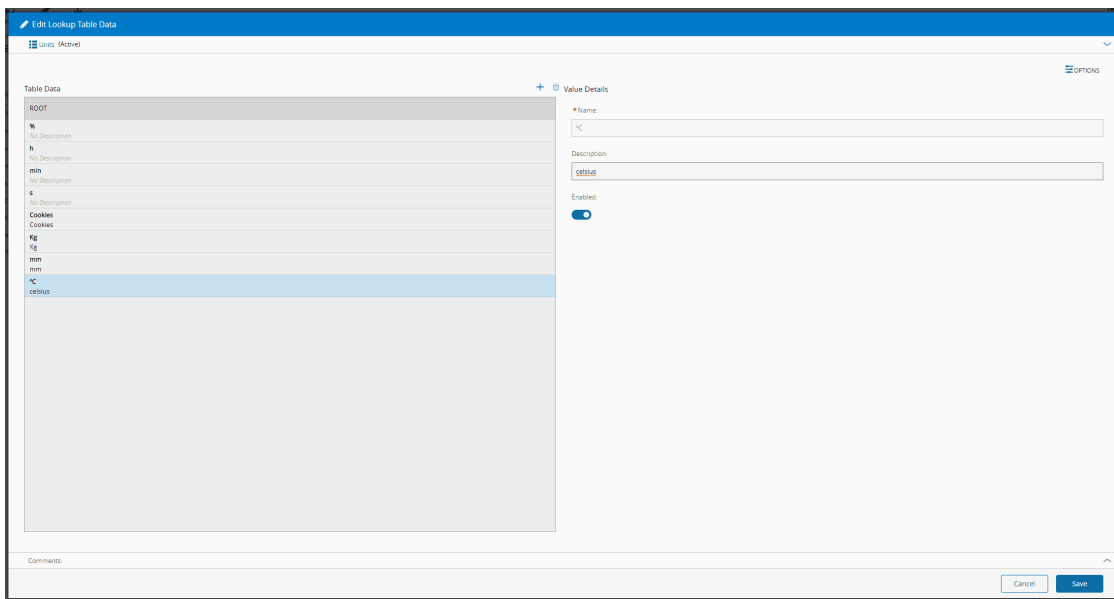 Edit Lookup Table Data
Units (Active)
OPTIONS
Table Data
ROOT
%
No Description
h
No Description
min
No Description
s
No Description
Cookies
Cookies
Kg
Kg
mm
mm
°C
celsius
Value Details
*Name:
°C
Description:
celsius
Enabled:
Comments:
Cancel
Save